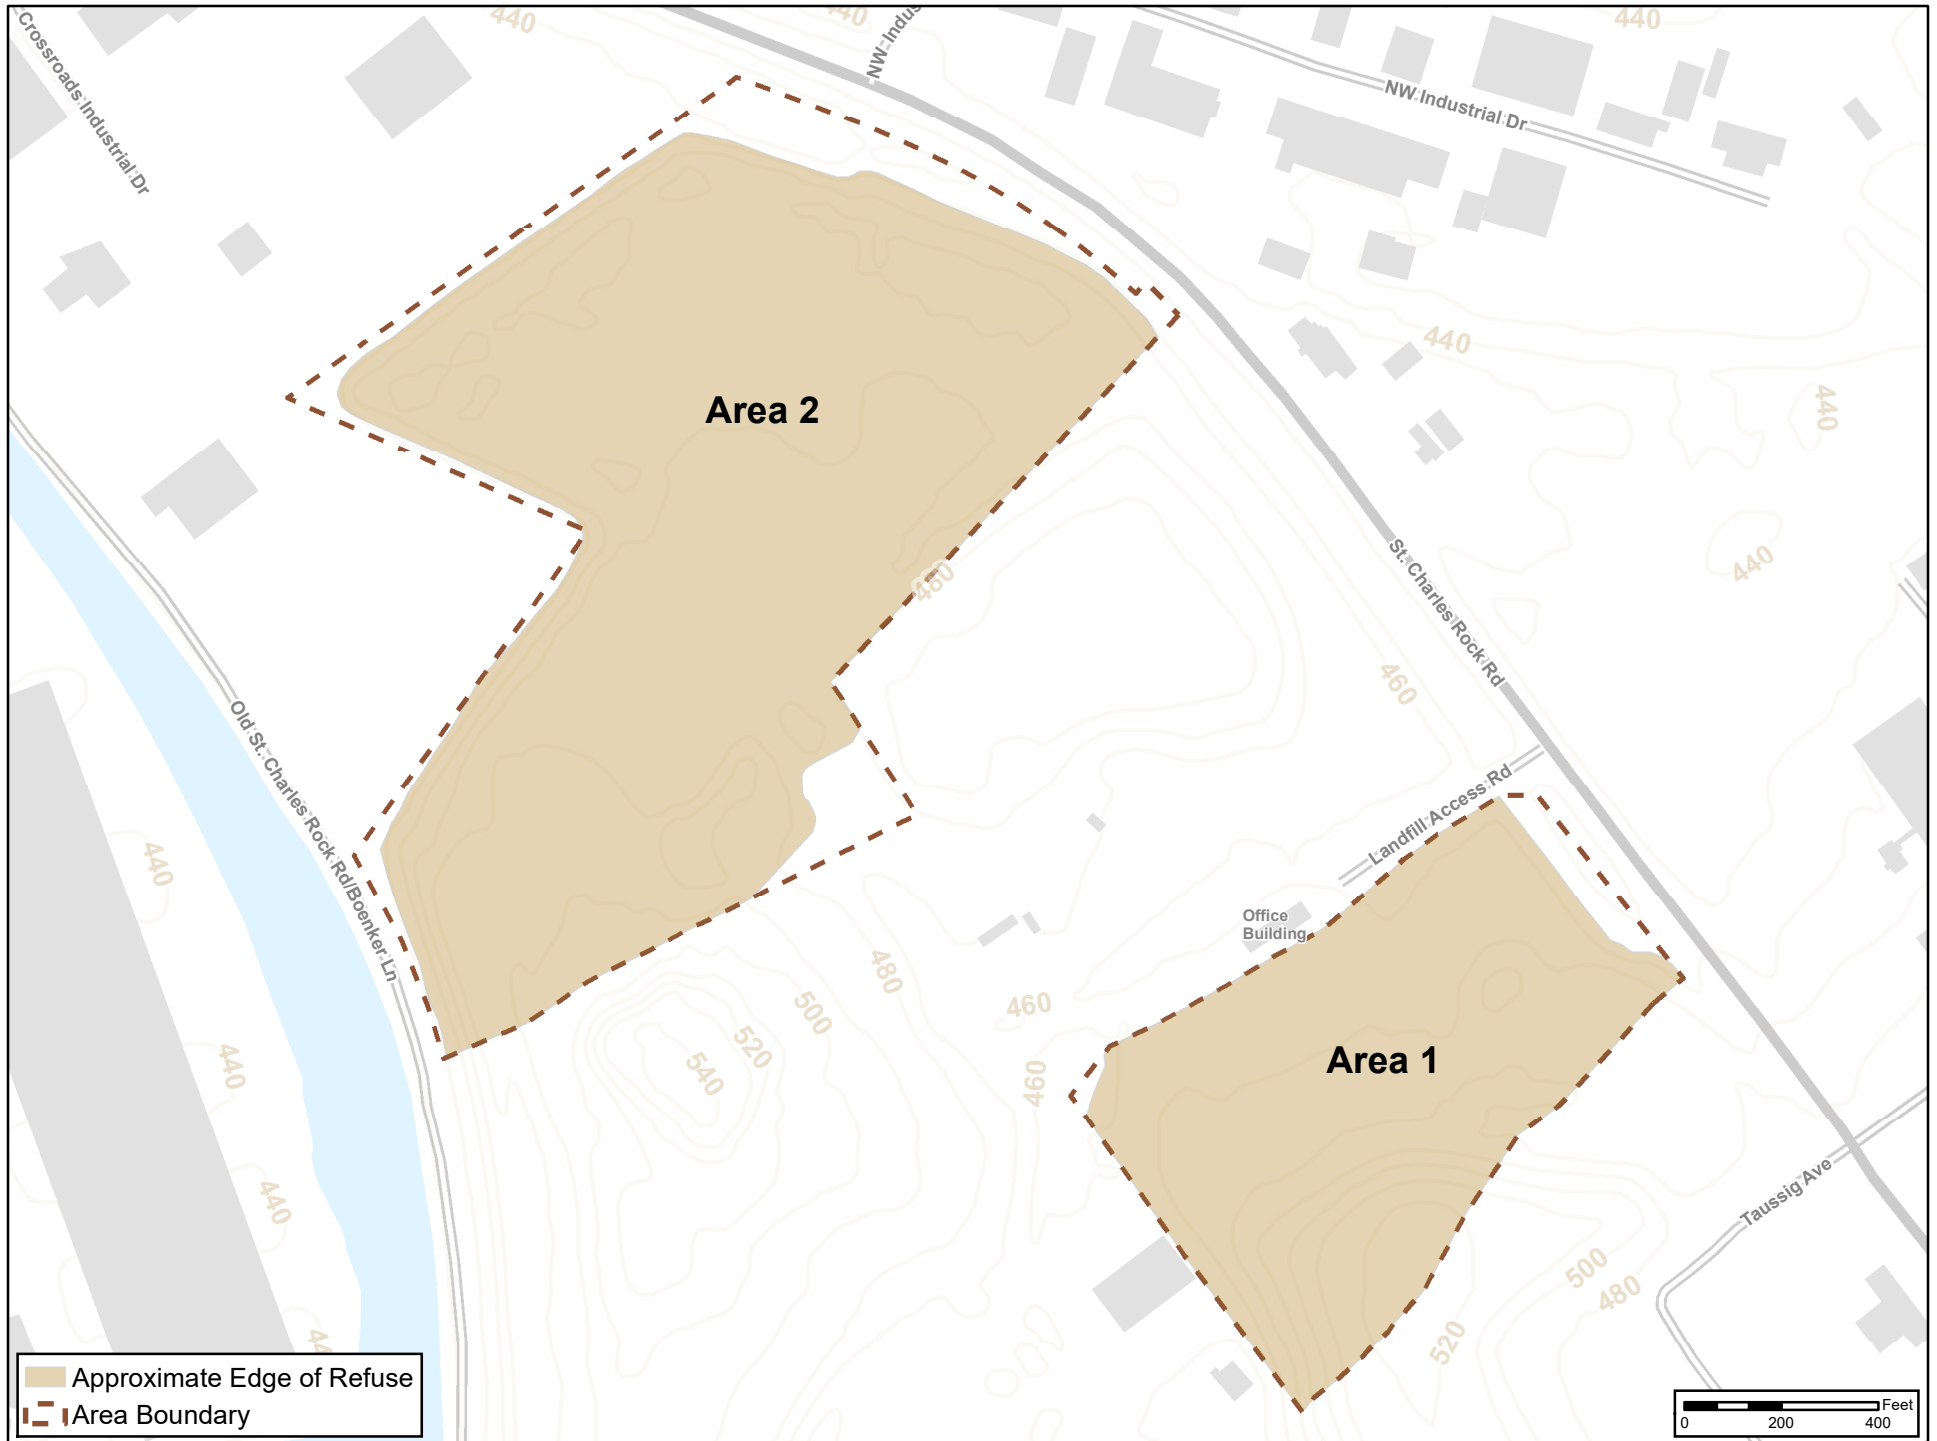 440
440
440
Crossroads Industrial Dr
NW Indus
NW Industrial Dr
440
440
Area 2
440
480
St. Charles Rock Rd
460
Old St. Charles Rock Rd/Boenker Ln
Landfill Access Rd
440
Office
Building
480
460
500
520
540
460
440
Area 1
440
Taussig Ave
500
480
520
44
Approximate Edge of Refuse
Area Boundary
Feet
0 200 400